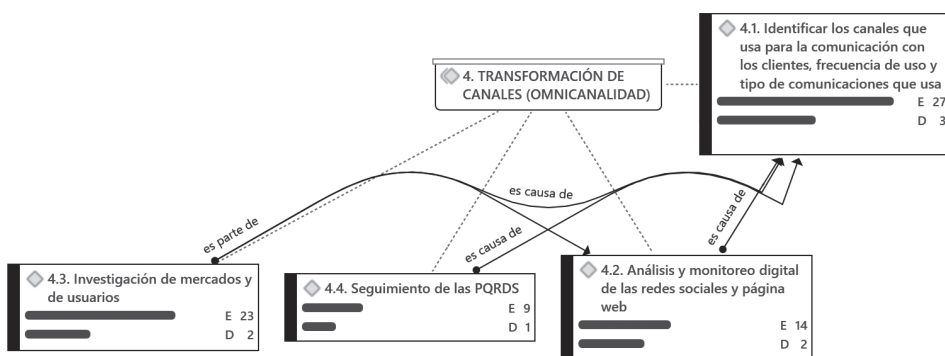 4.1. Identificar los canales que
usa para la comunicación con
los clientes, frecuencia de uso y
tipo de comunicaciones que usa
E 27
D 3
4. TRANSFORMACIÓN DE
CANALES (OMNICANALIDAD)
es parte de
es causa de
es causa de
es causa de
4.3. Investigación de mercados y
de usuarios
E 23
D 2
4.4. Seguimiento de las PQRDS
E 9
D 1
4.2. Análisis y monitoreo digital
de las redes sociales y página
web
E 14
D 2